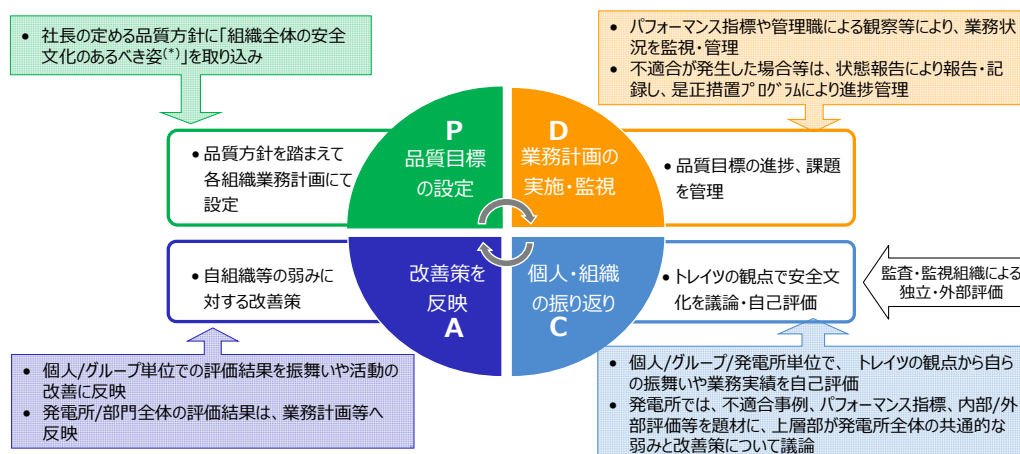 • 社長の定める品質方針に「組織全体の安全
文化のあるべき姿(*)」を取り込み
• パフォーマンス指標や管理職による観察等により、業務状
況を監視・管理
• 不適合が発生した場合等は、状態報告により報告・記
録し、是正措置プログラムにより進捗管理
• 品質方針を踏まえて
各組織業務計画にて
設定
P
品質目標
の設定
D
業務計画の
実施・監視
• 品質目標の進捗、課題
を管理
• 自組織等の弱みに
対する改善策
改善策を
反映
A
個人・組織
の振り返り
C
• トレイツの観点で安全文
化を議論・自己評価
監査・監視組織による
独立・外部評価
• 個人/グループ単位での評価結果を振舞いや活動の
改善に反映
• 発電所/部門全体の評価結果は、業務計画等へ
反映
• 個人/グループ/発電所単位で、 トレイツの観点から自ら
の振舞いや業務実績を自己評価
• 発電所では、不適合事例、パフォーマンス指標、内部/外
部評価等を題材に、上層部が発電所全体の共通的な
弱みと改善策について議論